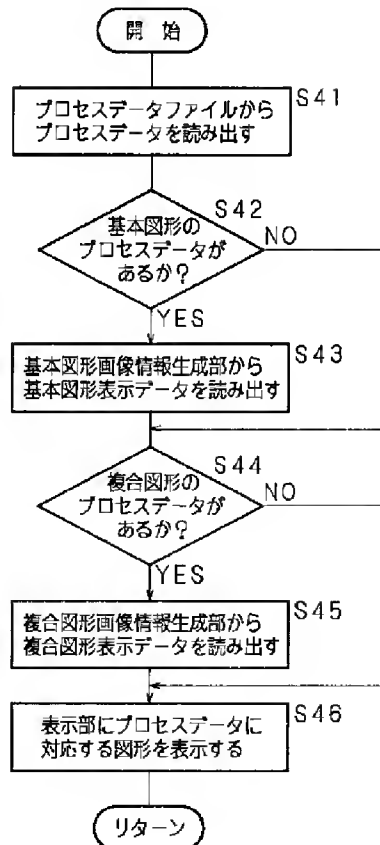 開 始
プロセスデータファイルから
プロセスデータを読み出す
S41
基本図形の
プロセスデータが
あるか?
S42
NO
YES
基本図形画像情報生成部から
基本図形表示データを読み出す
S43
複合図形の
プロセスデータが
あるか?
S44
NO
YES
複合図形画像情報生成部から
複合図形表示データを読み出す
S45
表示部にプロセスデータに
対応する図形を表示する
S46
リターン